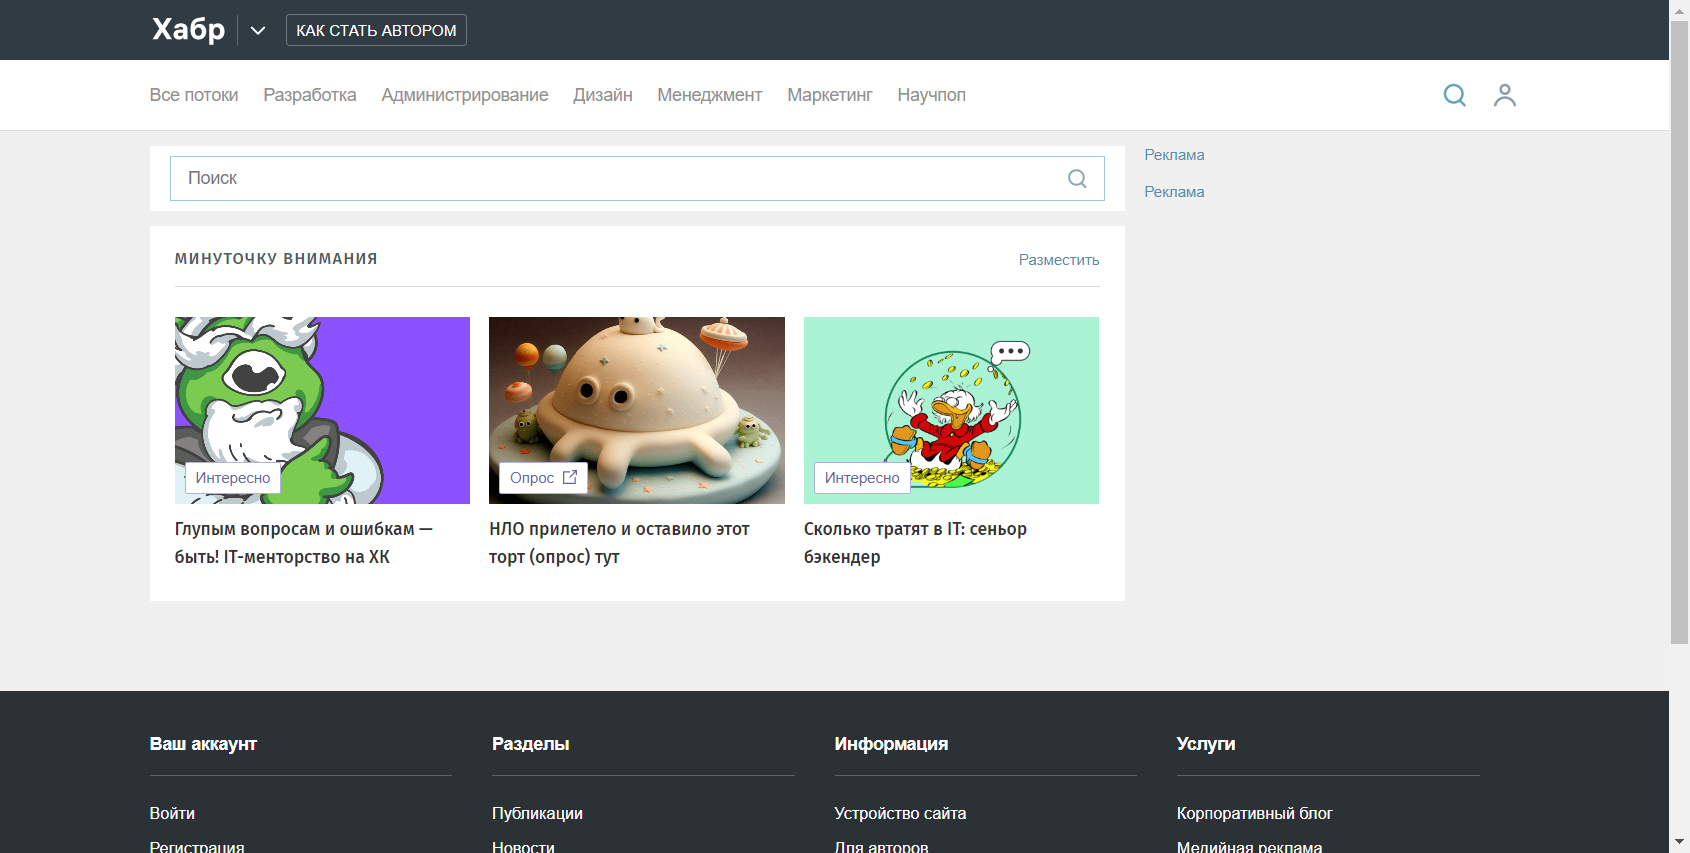 Хабр
КАК СТАТЬ АВТОРОМ
Все потоки Разработка Администрирование Дизайн Менеджмент Маркетинг Научпоп
Поиск
Реклама
Реклама
МИНУТОЧКУ ВНИМАНИЯ
Разместить
Интересно
Глупым вопросам и ошибкам —
быть! IT-менторство на ХК
Опрос
НЛО прилетело и оставило этот
торт (опрос) тут
Интересно
Сколько тратят в IT: сеньор
бэкендер
Ваш аккаунт
Войти
Регистрация
Разделы
Публикации
Новости
Информация
Устройство сайта
Для авторов
Услуги
Корпоративный блог
Медийная реклама